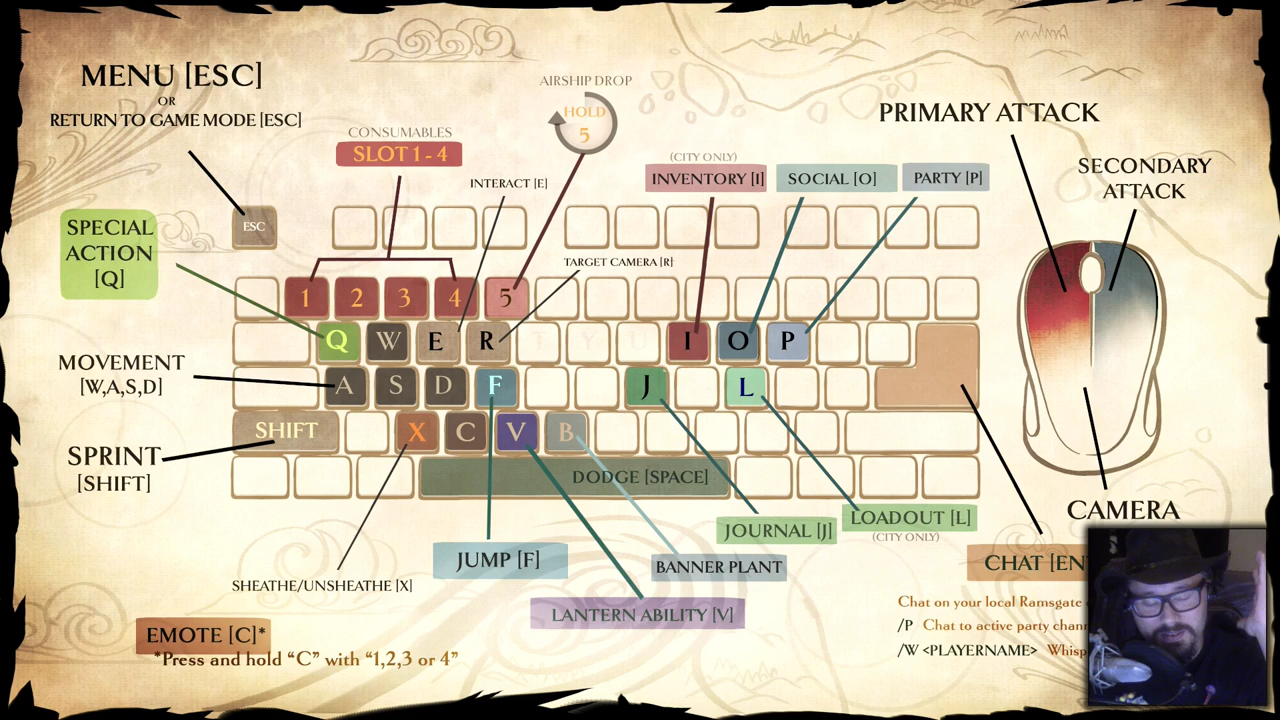 MENU [ESC]
OR
RETURN TO GAME MODE [ESC]
AIRSHIP DROP
HOLD
5
CONSUMABLES
SLOT 1 - 4
INTERACT [E]
(CITY ONLY)
INVENTORY [I]
SOCIAL [O]
PARTY [P]
PRIMARY ATTACK
SECONDARY
ATTACK
ESC
SPECIAL
ACTION
[Q]
TARGET CAMERA [R]
1 2 3 4 5
Q W E R T Y U I O P
MOVEMENT
[W,A,S,D]
A S D F J L
SHIFT X C V B
SPRINT
[SHIFT]
DODGE [SPACE]
CAMERA
JOURNAL [J]
LOADOUT [L]
(CITY ONLY)
JUMP [F]
BANNER PLANT
CHAT [EN
SHEATHE/UNSHEATHE [X]
LANTERN ABILITY [V]
EMOTE [C]*
*Press and hold “C” with “1,2,3 or 4”
Chat on your local Ramsgate
/P Chat to active party
/W <PLAYERNAME>